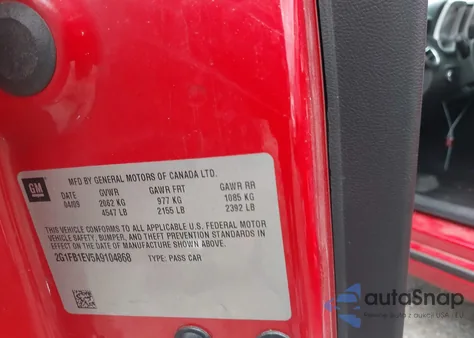 GM
MFD BY GENERAL MOTORS OF CANADA LTD.
DATE GVWR GAWR FRT GAWR RR
04/09 2062 KG 977 KG 1085 KG
4547 LB 2155 LB 2392 LB
THIS VEHICLE CONFORMS TO ALL APPLICABLE U.S. FEDERAL MOTOR
VEHICLE SAFETY, BUMPER, AND THEFT PREVENTION STANDARDS IN
EFFECT ON THE DATE OF MANUFACTURE SHOWN ABOVE.
2G1FB1EV5A9104868 TYPE: PASS CAR
autoSnap